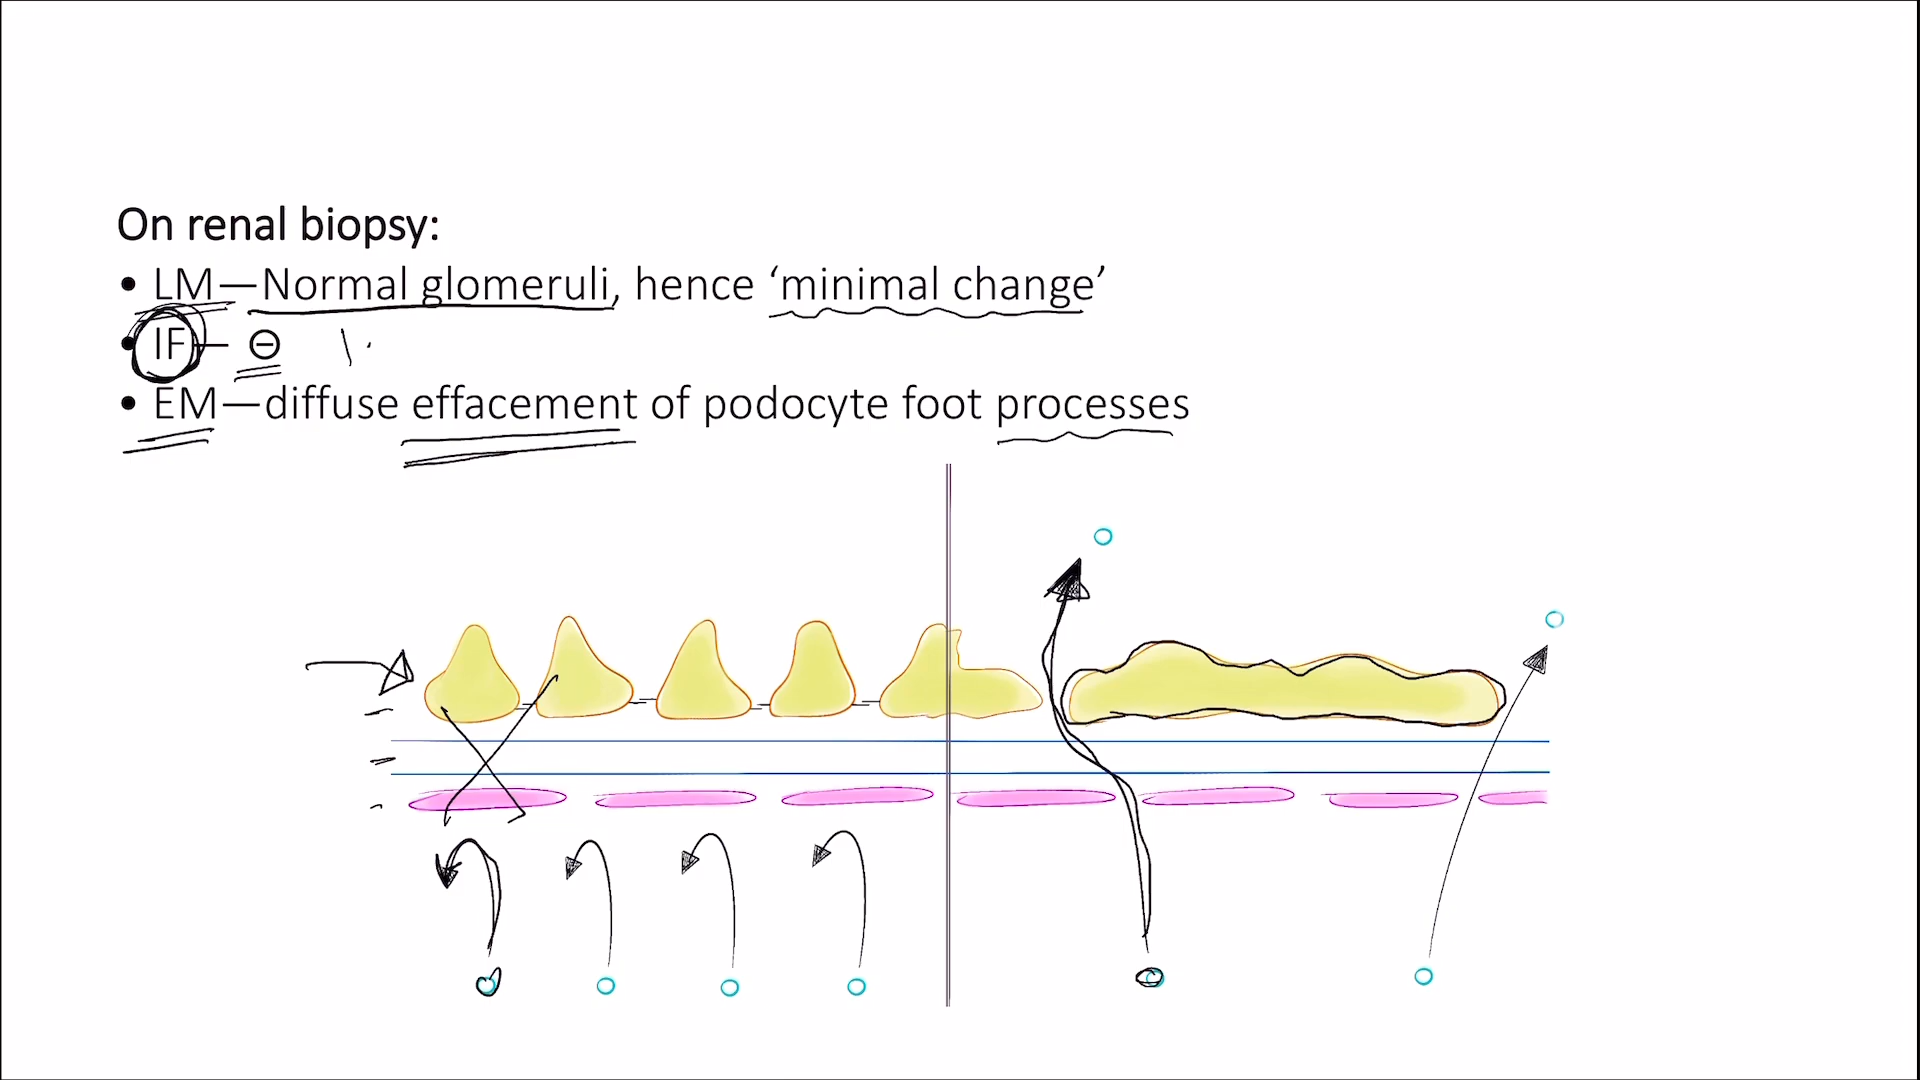 On renal biopsy:
• LM—Normal glomeruli, hence ‘minimal change’
• IF— ⊖
• EM—diffuse effacement of podocyte foot processes